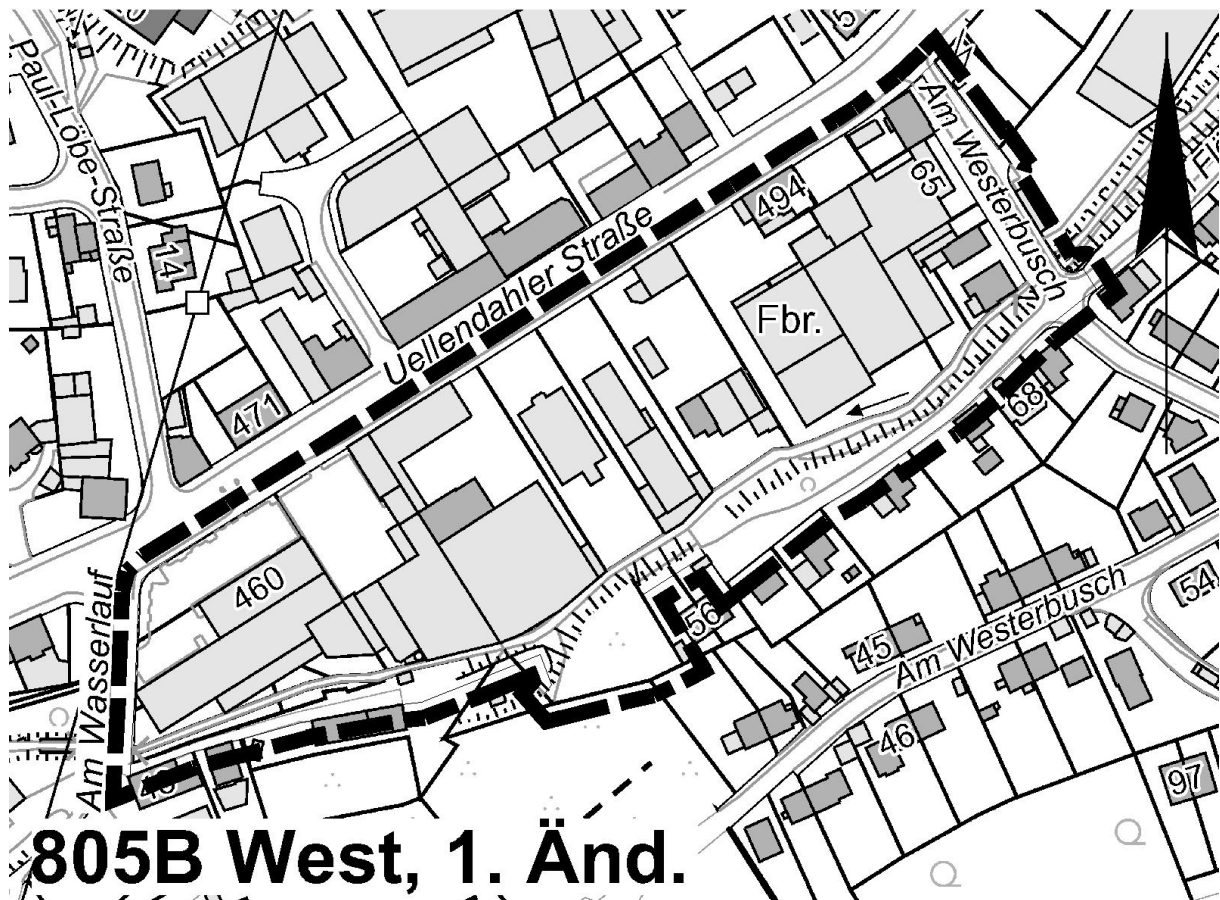 Paul-Löbe-Straße
14
471
Uellendahler Straße
494
65
Am Westerbusch
Fbr.
68
460
Am Wasserlauf
56
45
Am Westerbusch
54
46
97
805B West, 1. Änd.